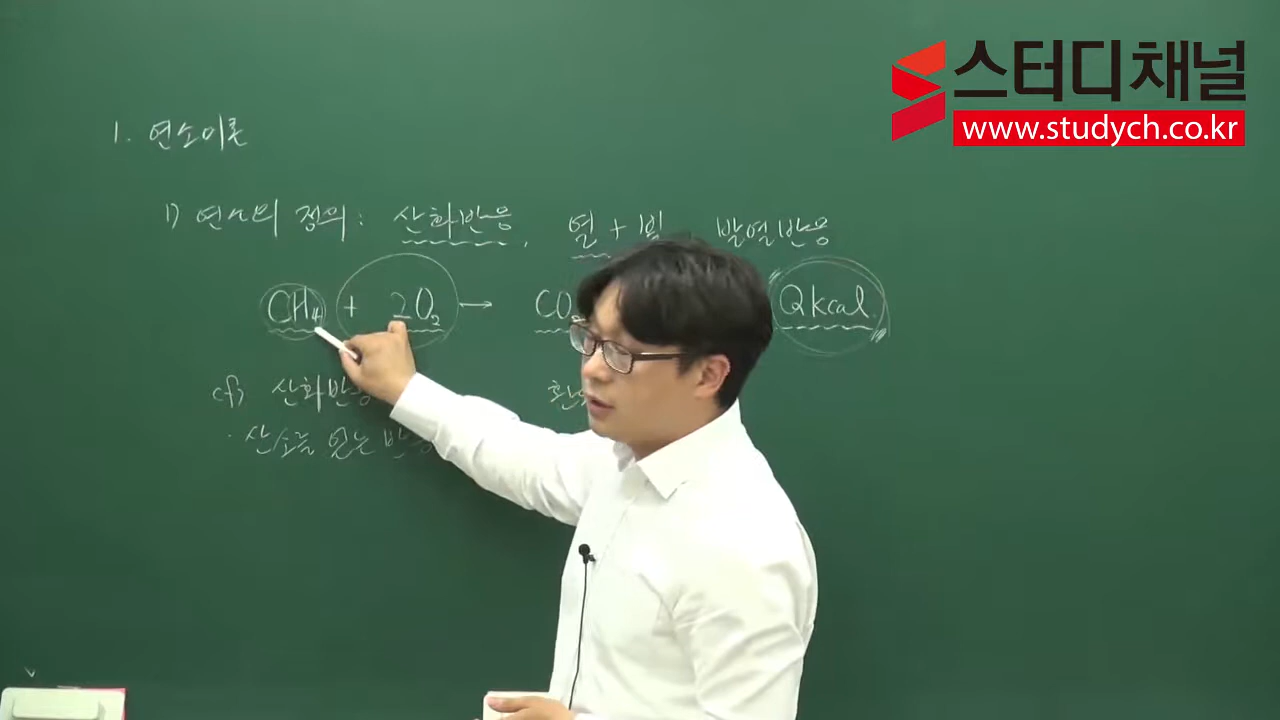 스터디채널
www.studych.co.kr
1. 연소이론
1) 연소의 정의 : 산화반응, 열 + 빛 발열반응
CH₄ + 2O₂ → CO₂ Qkcal
cf) 산화반응
· 산소를 얻는 반응